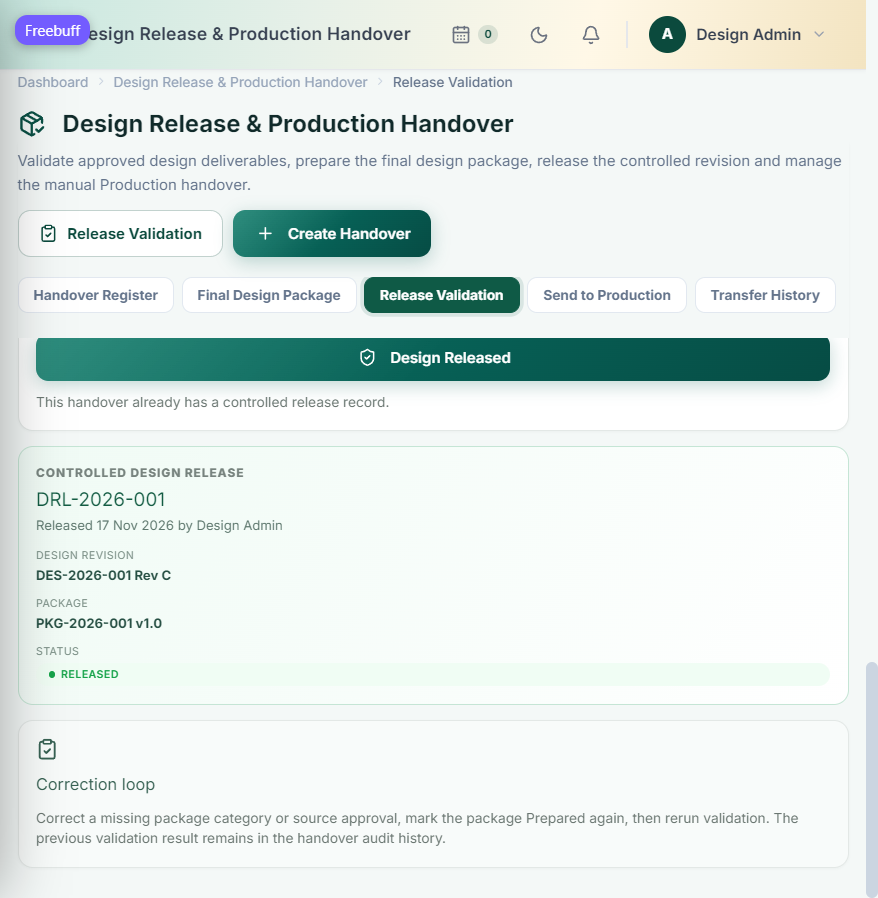 Freebuff
esign Release & Production Handover
0
A
Design Admin
Dashboard > Design Release & Production Handover > Release Validation
Design Release & Production Handover
Validate approved design deliverables, prepare the final design package, release the controlled revision and manage
the manual Production handover.
Release Validation
+ Create Handover
Handover Register
Final Design Package
Release Validation
Send to Production
Transfer History
Design Released
This handover already has a controlled release record.
CONTROLLED DESIGN RELEASE
DRL-2026-001
Released 17 Nov 2026 by Design Admin
DESIGN REVISION
DES-2026-001 Rev C
PACKAGE
PKG-2026-001 v1.0
STATUS
RELEASED
Correction loop
Correct a missing package category or source approval, mark the package Prepared again, then rerun validation. The
previous validation result remains in the handover audit history.